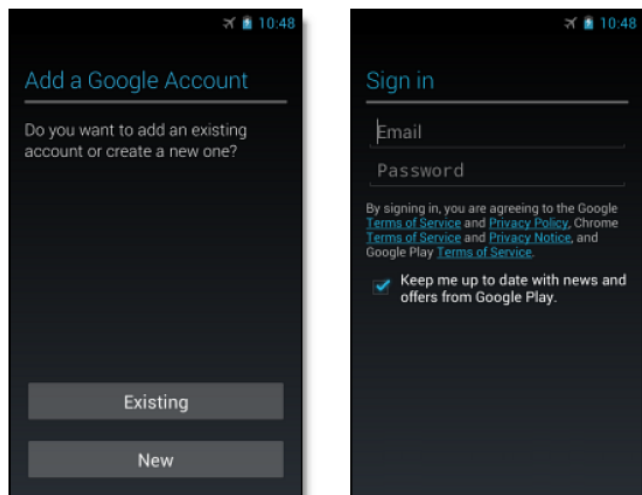 10:48
Add a Google Account
Do you want to add an existing
account or create a new one?
Existing
New
10:48
Sign in
Email
Password
By signing in, you are agreeing to the Google
Terms of Service and Privacy Policy, Chrome
Terms of Service and Privacy Notice, and
Google Play Terms of Service.
Keep me up to date with news and
offers from Google Play.